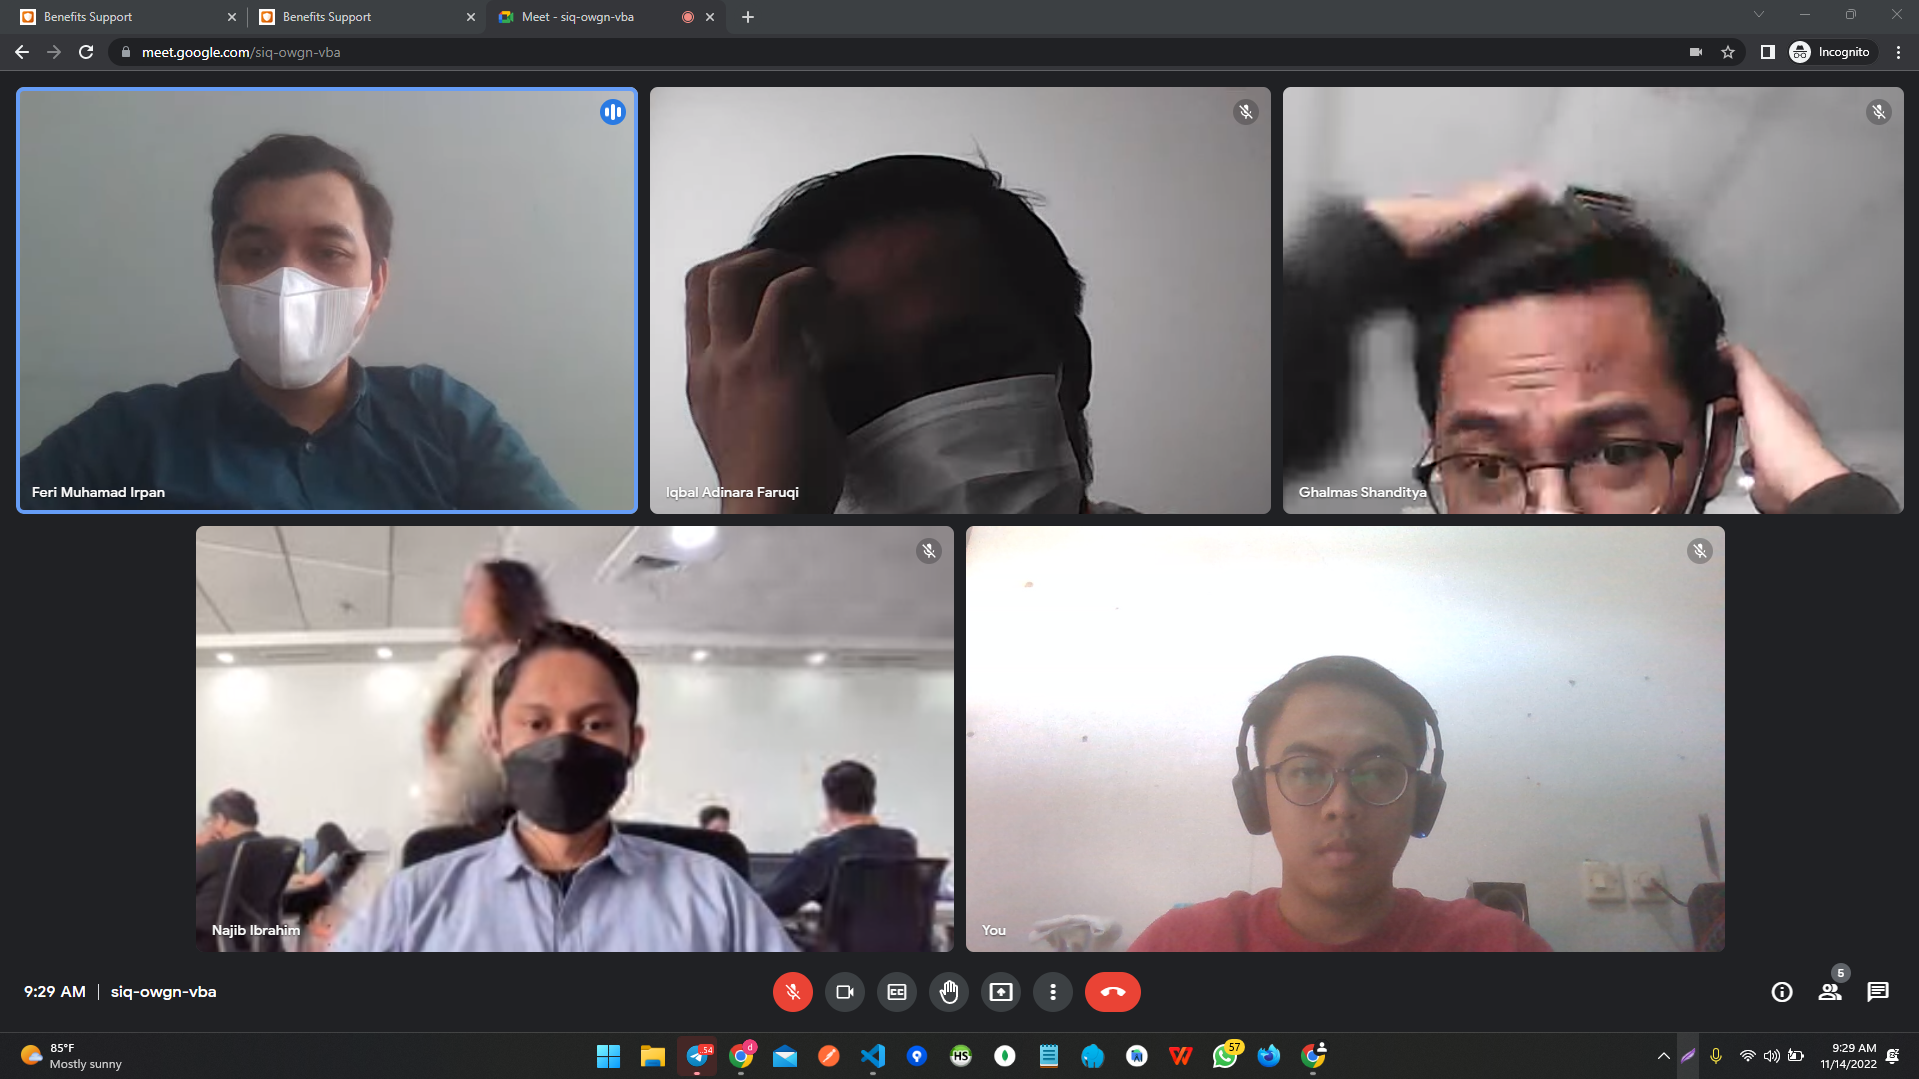 Benefits Support
Benefits Support
Meet - siq-owgn-vba
meet.google.com/siq-owgn-vba
Incognito
Feri Muhamad Irpan
Iqbal Adinara Faruqi
Ghalmas Shanditya
Najib Ibrahim
You
9:29 AM | siq-owgn-vba
CC
5
85°F
Mostly sunny
54
d
HS
57
9:29 AM
11/14/2022